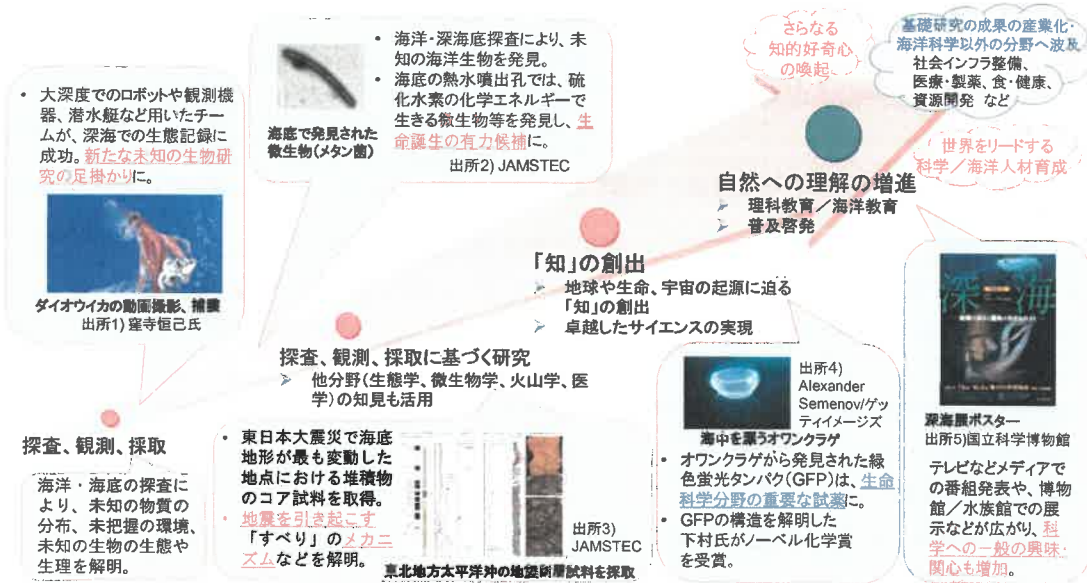 さらなる
知的好奇心
の喚起
基礎研究の成果の産業化・
海洋科学以外の分野へ波及
社会インフラ整備、
医療・製薬、食・健康、
資源開発 など
世界をリードする
科学／海洋人材育成
• 大深度でのロボットや観測機
器、潜水艇など用いたチー
ムが、深海での生態記録に
成功。新たな未知の生物研
究の足掛かりに。
ダイオウイカの動画撮影、捕獲
出所1) 窪寺恒己氏
海底で発見された
微生物(メタン菌)
• 海洋・深海底探査により、未
知の海洋生物を発見。
• 海底の熱水噴出孔では、硫
化水素の化学エネルギーで
生きる微生物等を発見し、生
命誕生の有力候補に。
出所2) JAMSTEC
自然への理解の増進
➢ 理科教育／海洋教育
➢ 普及啓発
「知」の創出
➢ 地球や生命、宇宙の起源に迫る
「知」の創出
➢ 卓越したサイエンスの実現
探査、観測、採取に基づく研究
➢ 他分野(生態学、微生物学、火山学、医
学)の知見も活用
探査、観測、採取
海洋・海底の探査に
より、未知の物質の
分布、未把握の環境、
未知の生物の生態や
生理を解明。
• 東日本大震災で海底
地形が最も変動した
地点における堆積物
のコア試料を取得。
• 地震を引き起こす
「すべり」のメカニ
ズムなどを解明。
出所3)
JAMSTEC
東北地方太平洋沖の地震断層試料を採取
出所4)
Alexander
Semenov/ゲッ
ティイメージズ
海中を漂うオワンクラゲ
• オワンクラゲから発見された緑
色蛍光タンパク(GFP)は、生命
科学分野の重要な試薬に。
• GFPの構造を解明した
下村氏がノーベル化学賞
を受賞。
深海
深海展ポスター
出所5)国立科学博物館
テレビなどメディアで
の番組発表や、博物
館／水族館での展
示などが広がり、科
学への一般の興味・
関心も増加。